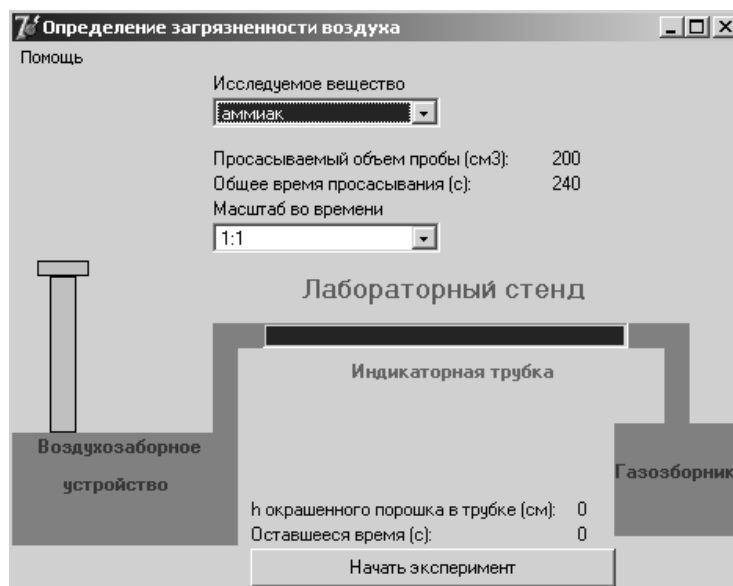 Определение загрязненности воздуха
Помощь
Исследуемое вещество
аммиак
Просасываемый объем пробы (см3): 200
Общее время просасывания (с): 240
Масштаб во времени
1:1
Лабораторный стенд
Индикаторная трубка
Воздухозаборное
устройство
Газозборник
h окрашенного порошка в трубке (см): 0
Оставшееся время (с): 0
Начать эксперимент